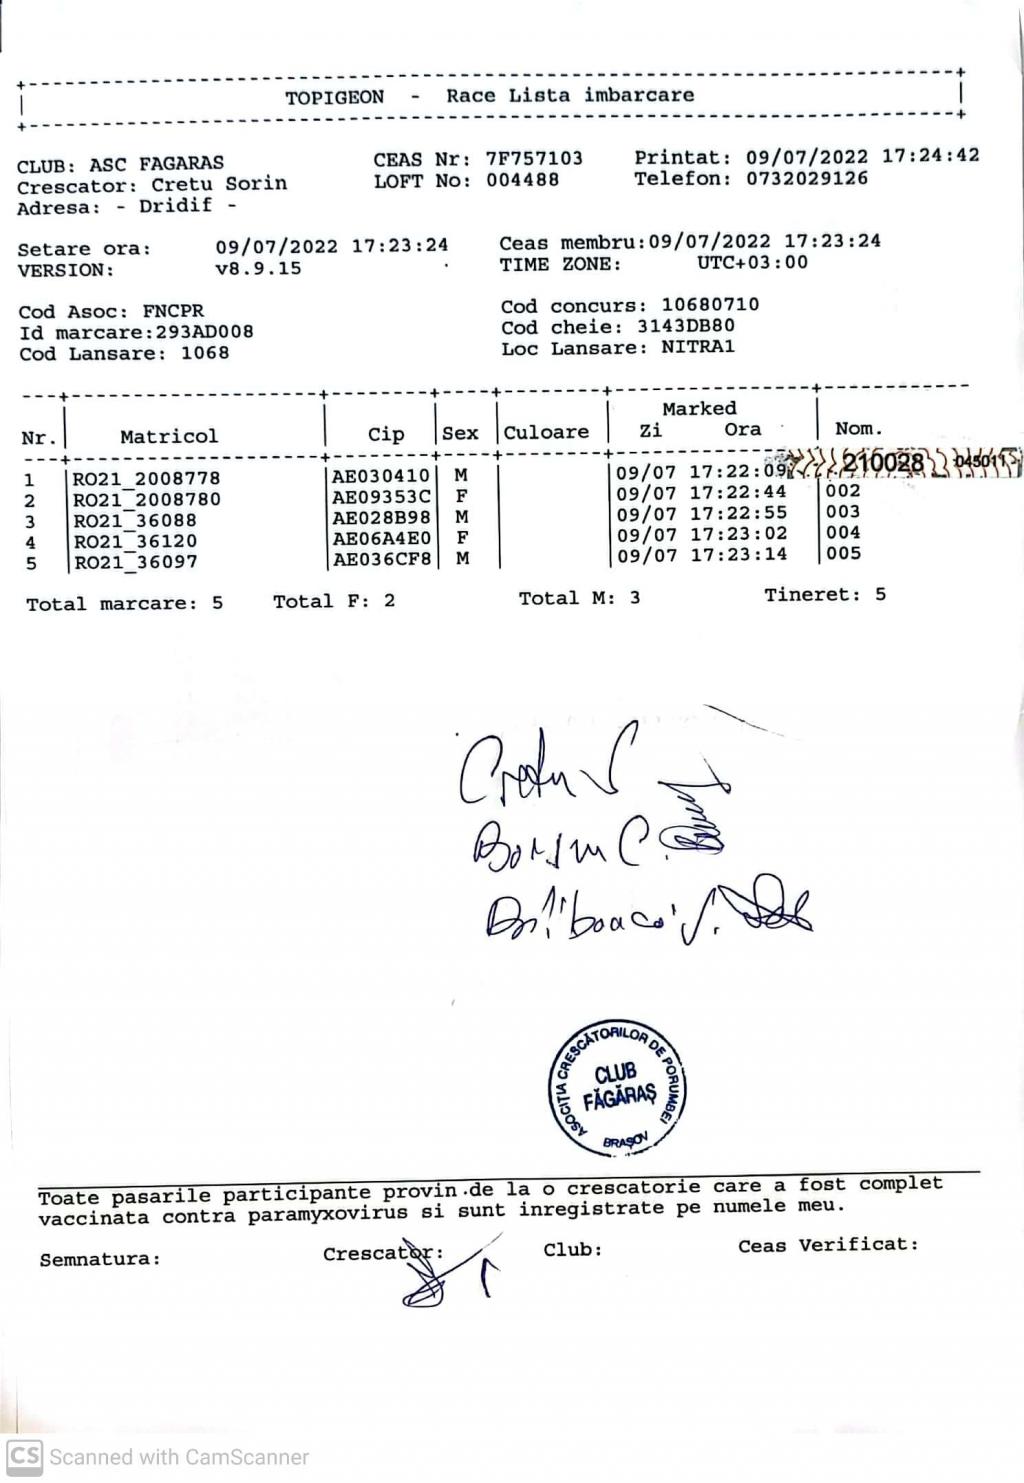 TOPIGEON - Race Lista imbarcare
CLUB: ASC FAGARAS CEAS Nr: 7F757103 Printat: 09/07/2022 17:24:42
Crescator: Cretu Sorin LOFT No: 004488 Telefon: 0732029126
Adresa: - Dridif -
Setare ora: 09/07/2022 17:23:24 Ceas membru:09/07/2022 17:23:24
VERSION: v8.9.15 TIME ZONE: UTC+03:00
Cod Asoc: FNCPR Cod concurs: 10680710
Id marcare:293AD008 Cod cheie: 3143DB80
Cod Lansare: 1068 Loc Lansare: NITRA1
Marked
Nr. Matricol Cip Sex Culoare Zi Ora Nom.
1 RO21_2008778 AE030410 M 09/07 17:22:09 210028 045011
2 RO21_2008780 AE09353C F 09/07 17:22:44 002
3 RO21_36088 AE028B98 M 09/07 17:22:55 003
4 RO21_36120 AE06A4E0 F 09/07 17:23:02 004
5 RO21_36097 AE036CF8 M 09/07 17:23:14 005
Total marcare: 5 Total F: 2 Total M: 3 Tineret: 5
Cretu S
C.
ASOCIȚIA CRESCĂTORILOR DE PORUMBEI
CLUB
FĂGĂRAȘ
BRAȘOV
Toate pasarile participante provin de la o crescatorie care a fost complet
vaccinata contra paramyxovirus si sunt inregistrate pe numele meu.
Semnatura: Crescator: Club: Ceas Verificat:
CS Scanned with CamScanner